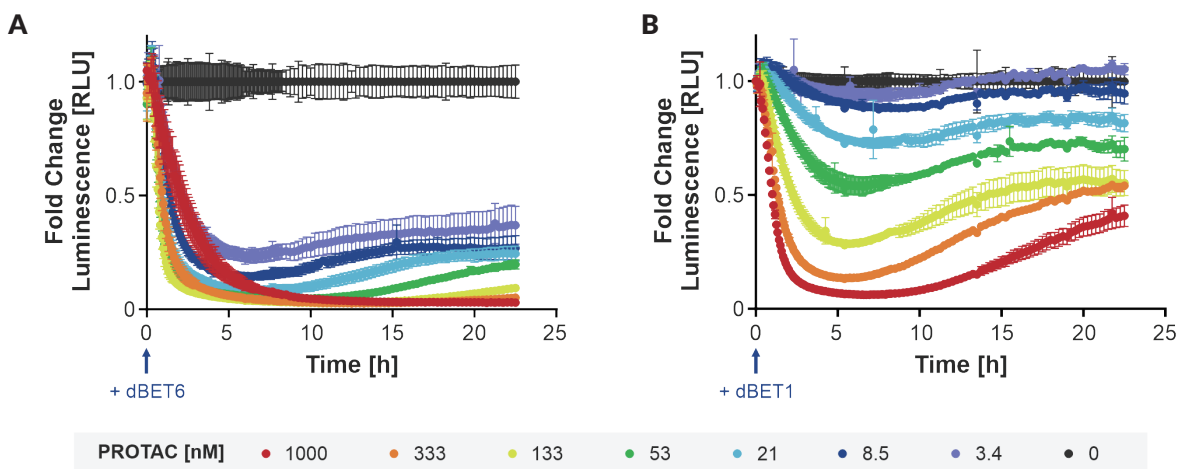 A
Fold Change
Luminescence [RLU]
1.0
0.5
0
0 5 10 15 20 25
Time [h]
+ dBET6
B
Fold Change
Luminescence [RLU]
1.0
0.5
0
0 5 10 15 20 25
Time [h]
+ dBET1
PROTAC [nM] 1000 333 133 53 21 8.5 3.4 0